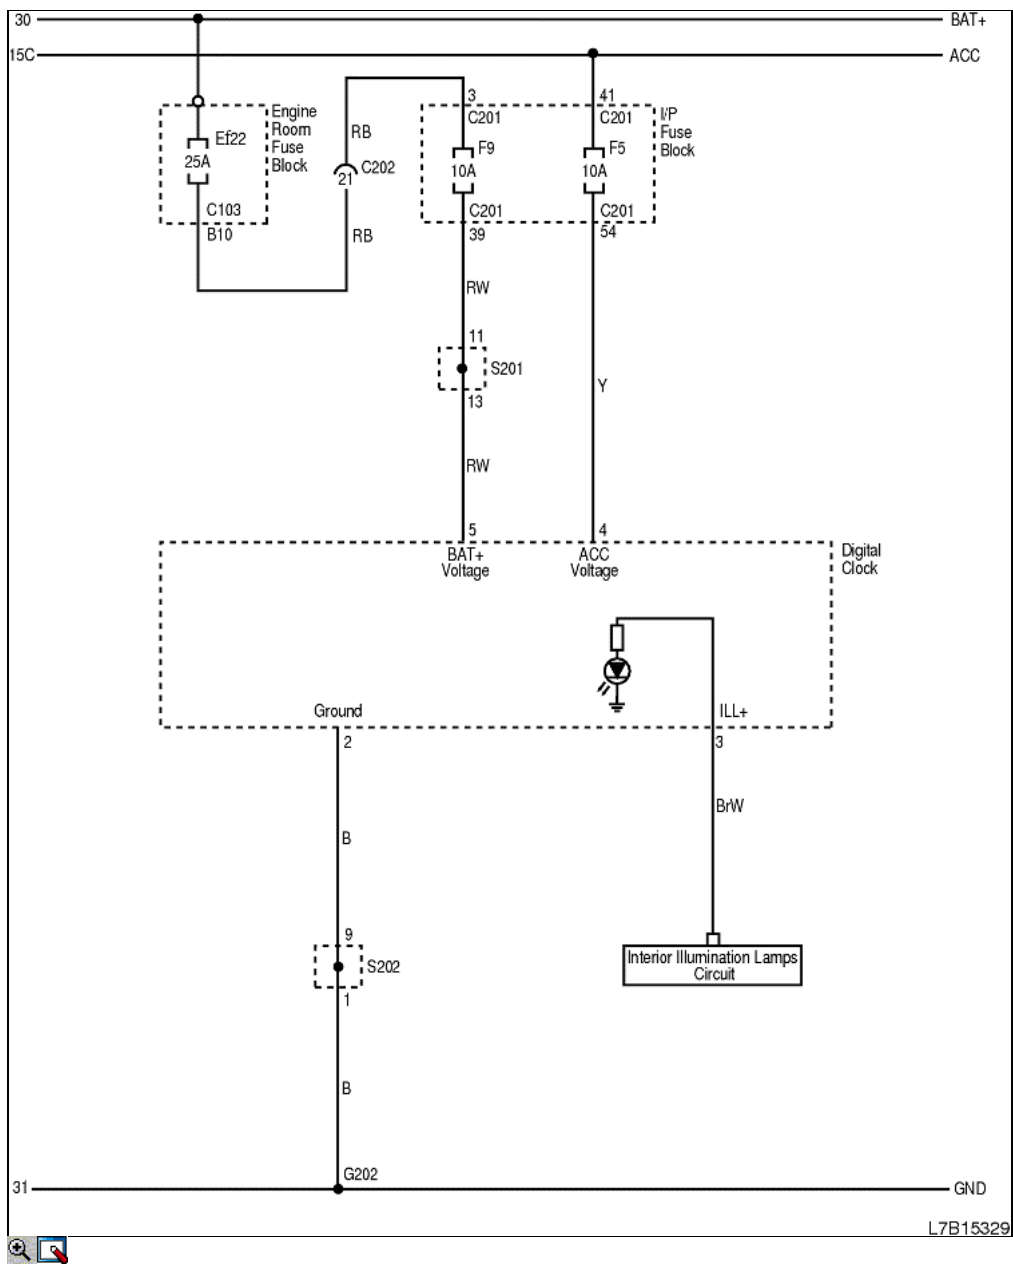 30
BAT+
15C
ACC
3
41
C201
C201
I/P
Fuse
Block
Engine
Room
Fuse
Block
Ef22
25A
RB
C202
21
F9
10A
F5
10A
C103
B10
C201
39
C201
54
RB
RW
11
S201
13
Y
RW
5
4
BAT+
Voltage
ACC
Voltage
Digital
Clock
Ground
ILL+
2
3
BrW
B
9
S202
1
Interior Illumination Lamps
Circuit
B
G202
31
GND
L7B15329